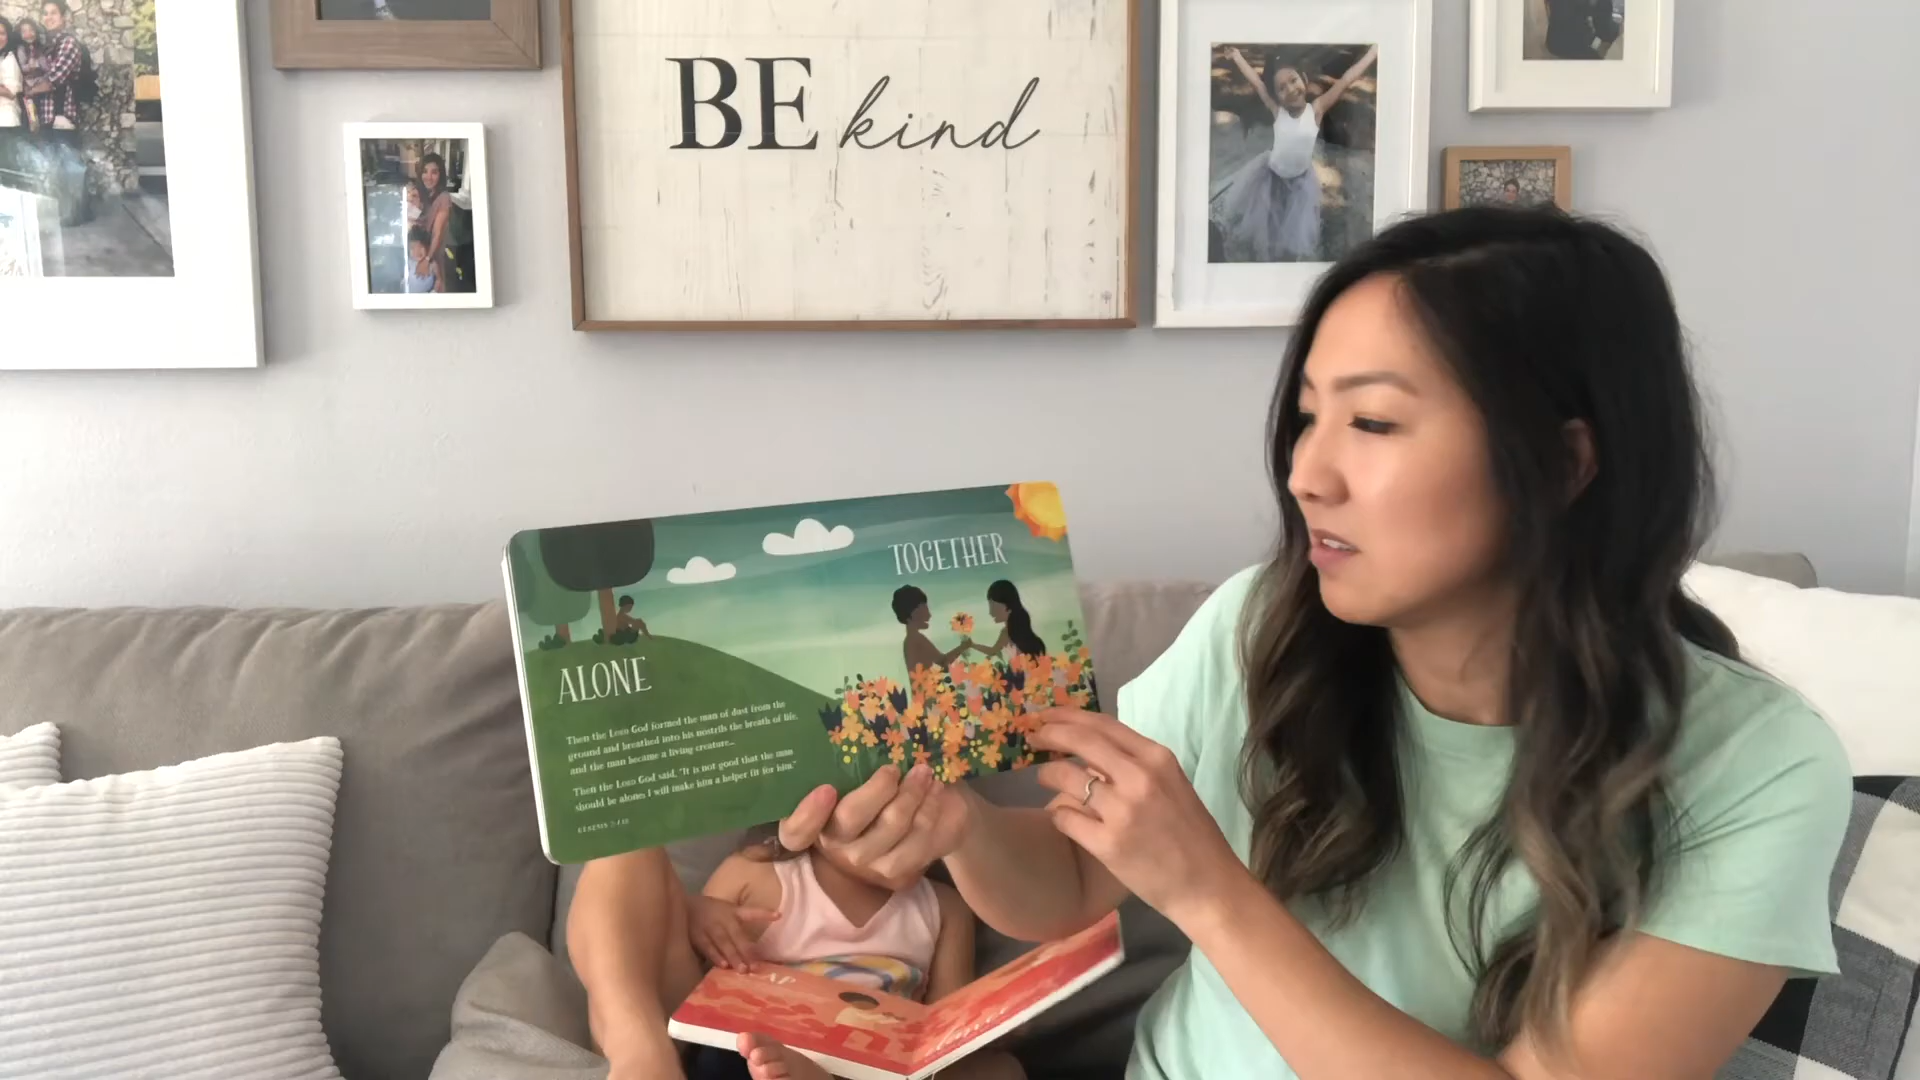 BE kind
TOGETHER
ALONE
Then the LORD God formed the man of dust from the
ground and breathed into his nostrils the breath of life,
and the man became a living creature...
Then the LORD God said, "It is not good that the man
should be alone; I will make him a helper fit for him."
GENESIS